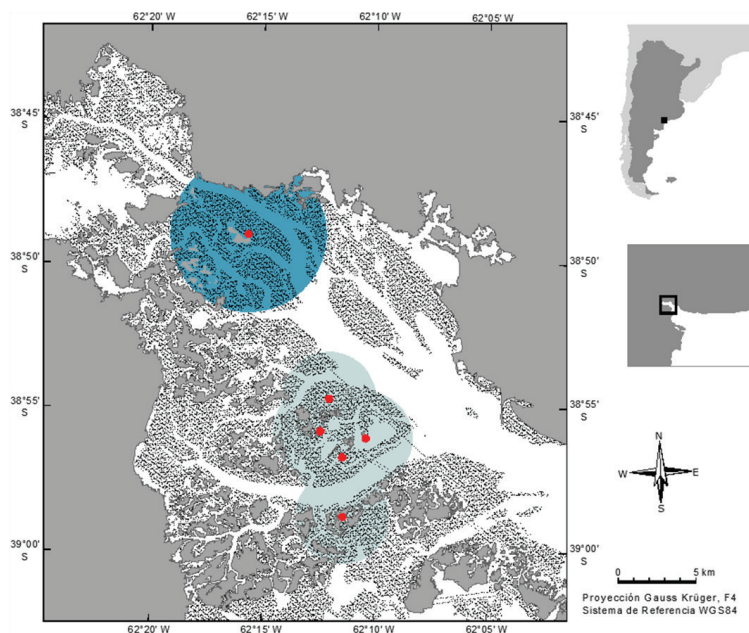 62°20' W 62°15' W 62°10' W 62°05' W
38°45'
S
38°50'
S
38°55'
S
39°00'
S
38°45'
S
38°50'
S
38°55'
S
39°00'
S
62°20' W 62°15' W 62°10' W 62°05' W
N
W E
S
0 5 km
Proyección Gauss Krüger, F4
Sistema de Referencia WGS84